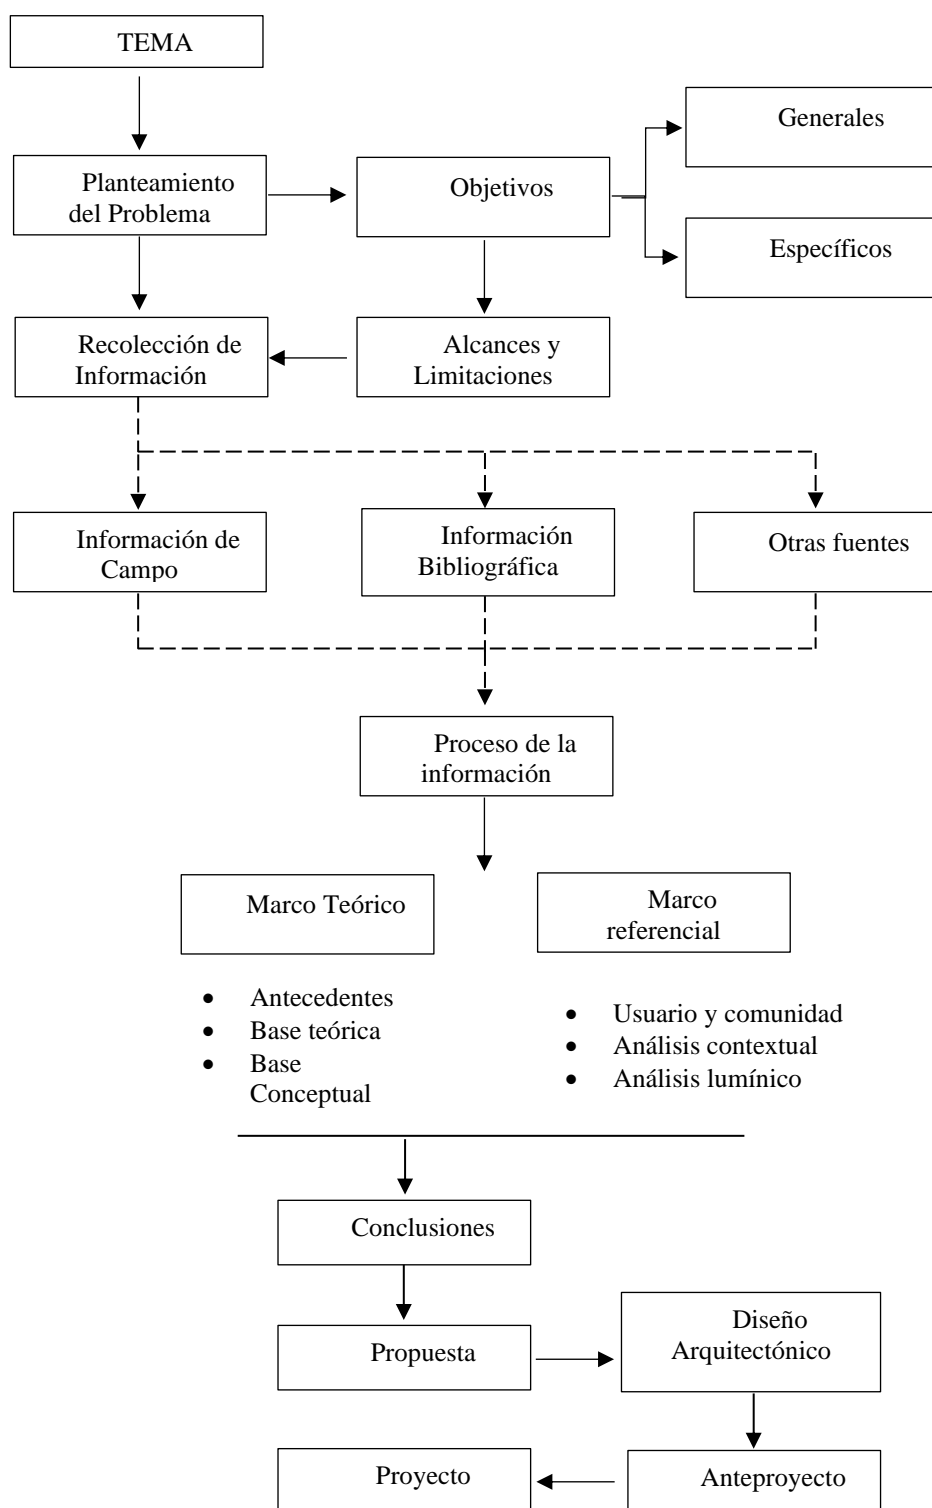 TEMA
Generales
Planteamiento
del Problema
Objetivos
Específicos
Recolección de
Información
Alcances y
Limitaciones
Información de
Campo
Información
Bibliográfica
Otras fuentes
Proceso de la
información
Marco Teórico
Marco
referencial
• Antecedentes
• Base teórica
• Base
Conceptual
• Usuario y comunidad
• Análisis contextual
• Análisis lumínico
Conclusiones
Propuesta
Diseño
Arquitectónico
Proyecto
Anteproyecto